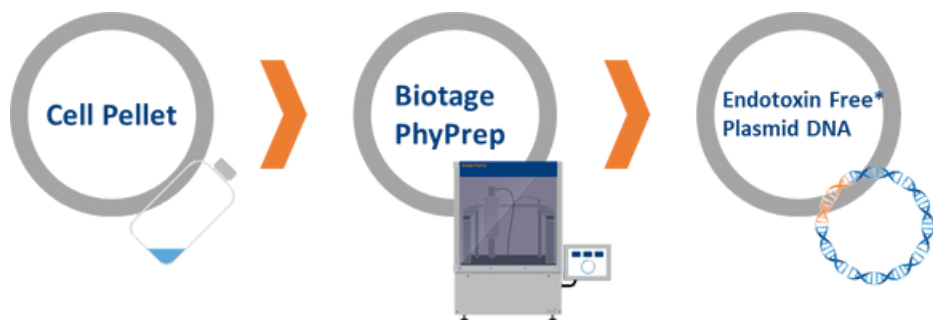 Cell Pellet
Biotage
PhyPrep
Endotoxin Free*
Plasmid DNA